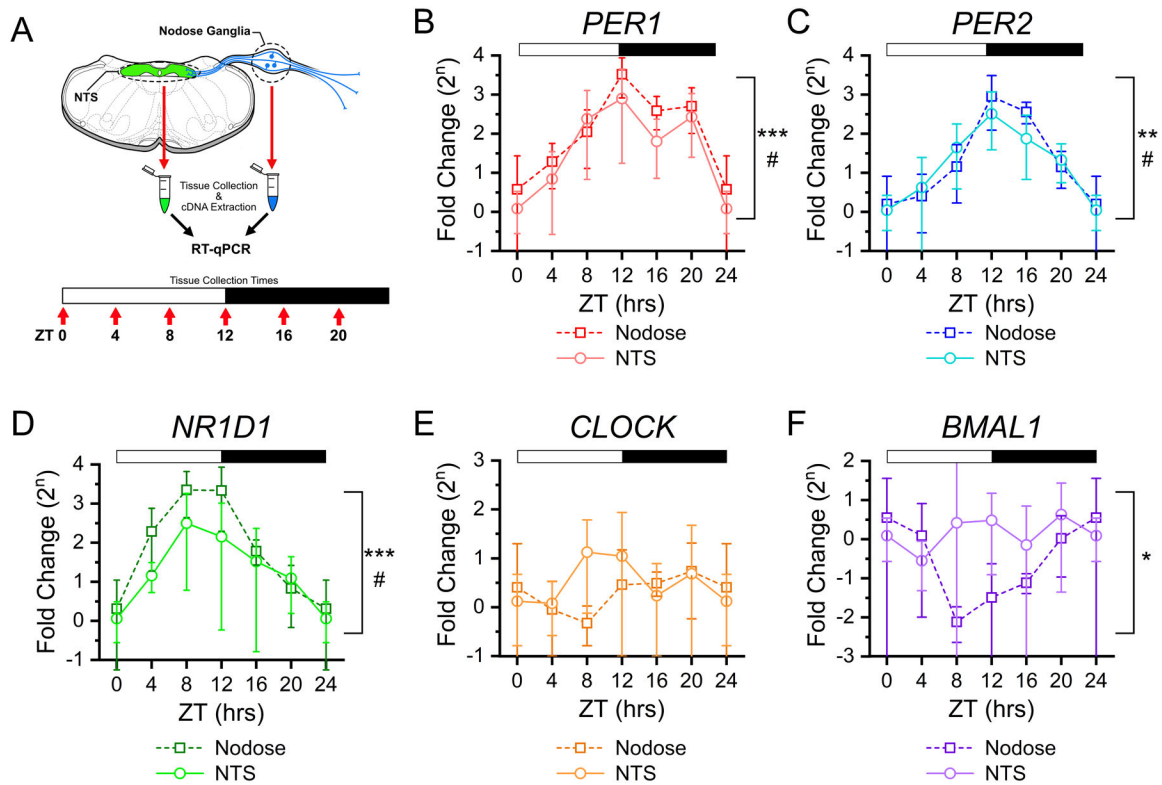 A
Nodose Ganglia
NTS
Tissue Collection
&
cDNA Extraction
RT-qPCR
Tissue Collection Times
ZT 0 4 8 12 16 20
B
PER1
Fold Change (2ⁿ)
4
3
2
1
0
-1
***
#
0 4 8 12 16 20 24
ZT (hrs)
Nodose
NTS
C
PER2
Fold Change (2ⁿ)
4
3
2
1
0
-1
**
#
0 4 8 12 16 20 24
ZT (hrs)
Nodose
NTS
D
NR1D1
Fold Change (2ⁿ)
4
3
2
1
0
-1
***
#
0 4 8 12 16 20 24
ZT (hrs)
Nodose
NTS
E
CLOCK
Fold Change (2ⁿ)
3
2
1
0
-1
0 4 8 12 16 20 24
ZT (hrs)
Nodose
NTS
F
BMAL1
Fold Change (2ⁿ)
2
1
0
-1
-2
-3
*
0 4 8 12 16 20 24
ZT (hrs)
Nodose
NTS